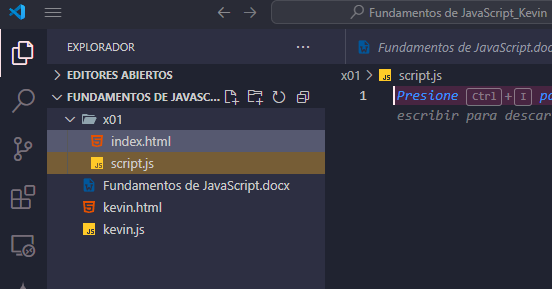 Fundamentos de JavaScript_Kevin
EXPLORADOR
EDITORES ABIERTOS
FUNDAMENTOS DE JAVASC...
x01
index.html
script.js
Fundamentos de JavaScript.docx
kevin.html
kevin.js
Fundamentos de JavaScript.doc
x01 > script.js
1 Presione Ctrl + I
escribir para descar